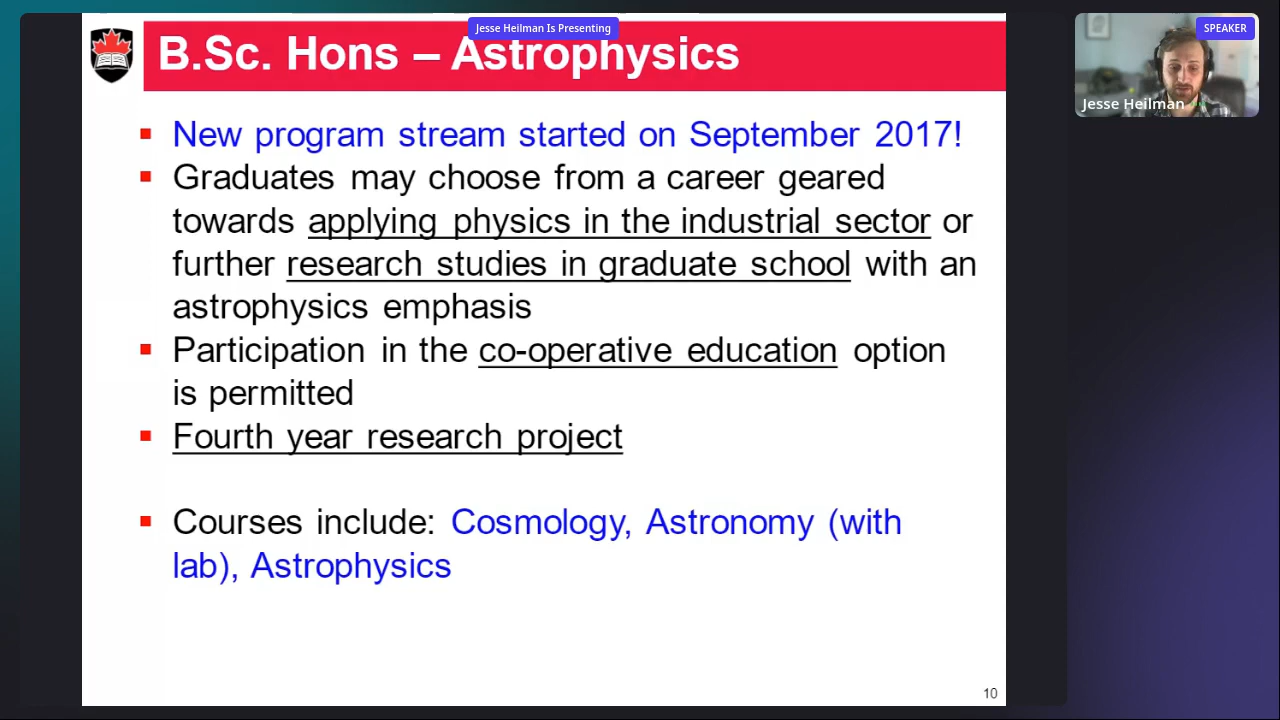 Jesse Heilman Is Presenting
B.Sc. Hons – Astrophysics
New program stream started on September 2017!
Graduates may choose from a career geared
towards applying physics in the industrial sector or
further research studies in graduate school with an
astrophysics emphasis
Participation in the co-operative education option
is permitted
Fourth year research project
Courses include: Cosmology, Astronomy (with
lab), Astrophysics
10
SPEAKER
Jesse Heilman